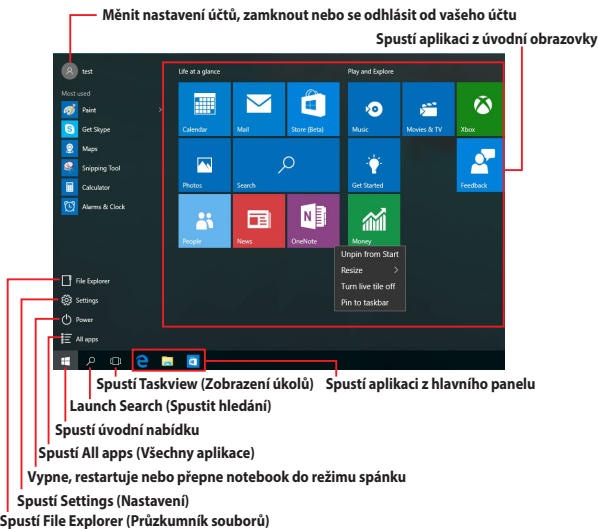 Měnit nastavení účtů, zamknout nebo se odhlásit od vašeho účtu
Spustí aplikaci z úvodní obrazovky
test
Life at a glance
Play and Explore
Most used
Paint
Get Skype
Maps
Snipping Tool
Calculator
Alarms & Clock
Calendar
Mail
Store (Beta)
Music
Movies & TV
Xbox
Photos
Search
Get Started
Feedback
People
News
OneNote
Money
Unpin from Start
Resize
Turn live tile off
Pin to taskbar
File Explorer
Settings
Power
All apps
Spustí Taskview (Zobrazení úkolů)
Spustí aplikaci z hlavního panelu
Launch Search (Spustit hledání)
Spustí úvodní nabídku
Spustí All apps (Všechny aplikace)
Vypne, restartuje nebo přepne notebook do režimu spánku
Spustí Settings (Nastavení)
Spustí File Explorer (Průzkumník souborů)